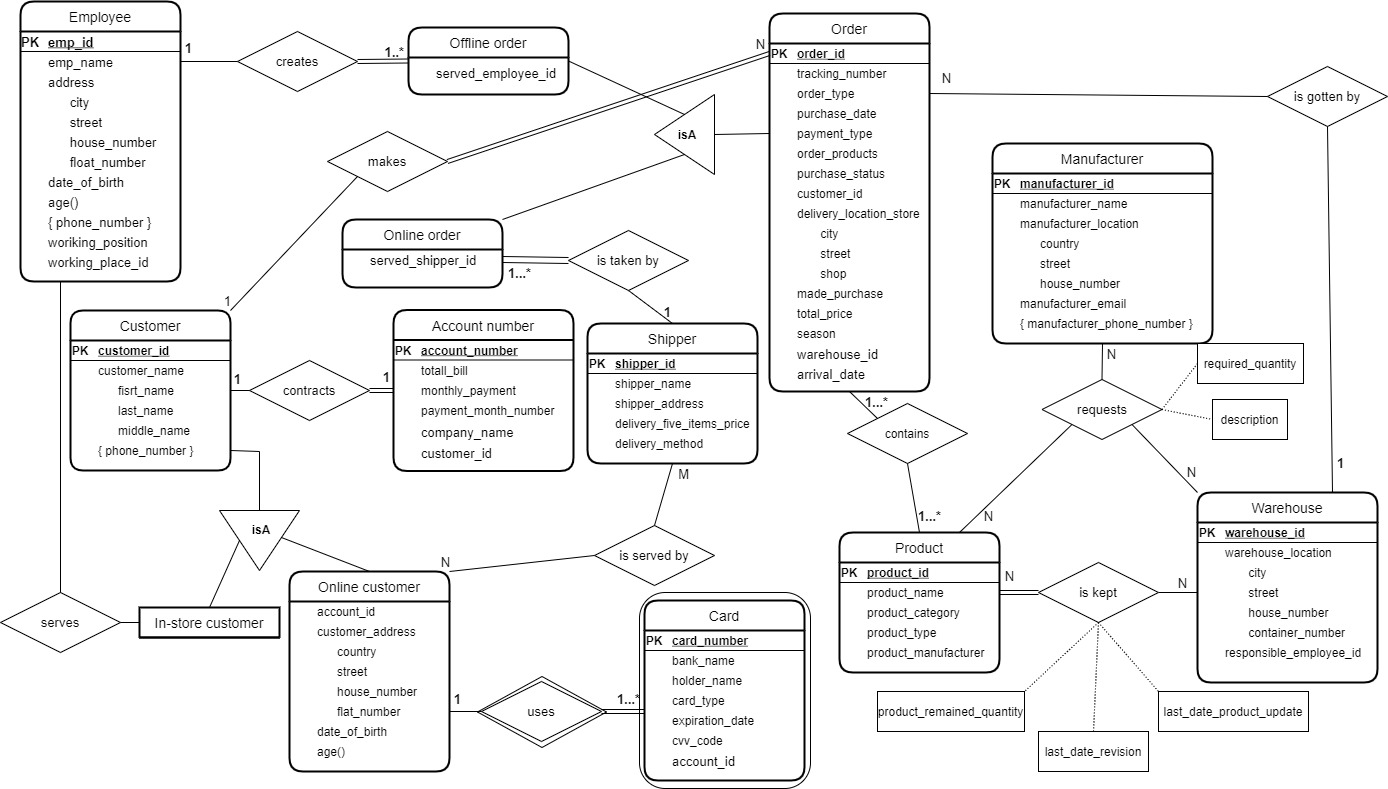 Employee
PK emp_id
emp_name
address
city
street
house_number
float_number
date_of_birth
age()
{ phone_number }
woriking_position
working_place_id
1
creates
1..*
Offline order
served_employee_id
isA
makes
N
1
Order
PK order_id
tracking_number
order_type
purchase_date
payment_type
order_products
purchase_status
customer_id
delivery_location_store
city
street
shop
made_purchase
total_price
season
warehouse_id
arrival_date
N
is gotten by
1
Manufacturer
PK manufacturer_id
manufacturer_name
manufacturer_location
country
street
house_number
manufacturer_email
{ manufacturer_phone_number }
N
requests
required_quantity
description
N
N
Online order
served_shipper_id
1...*
is taken by
1
Customer
PK customer_id
customer_name
fisrt_name
last_name
middle_name
{ phone_number }
1
contracts
1
Account number
PK account_number
totall_bill
monthly_payment
payment_month_number
company_name
customer_id
Shipper
PK shipper_id
shipper_name
shipper_address
delivery_five_items_price
delivery_method
M
is served by
N
1...*
contains
1...*
isA
serves
In-store customer
Online customer
account_id
customer_address
country
street
house_number
flat_number
date_of_birth
age()
1
uses
1...*
Card
PK card_number
bank_name
holder_name
card_type
expiration_date
cvv_code
account_id
Product
PK product_id
product_name
product_category
product_type
product_manufacturer
N
is kept
N
product_remained_quantity
last_date_revision
last_date_product_update
Warehouse
PK warehouse_id
warehouse_location
city
street
house_number
container_number
responsible_employee_id